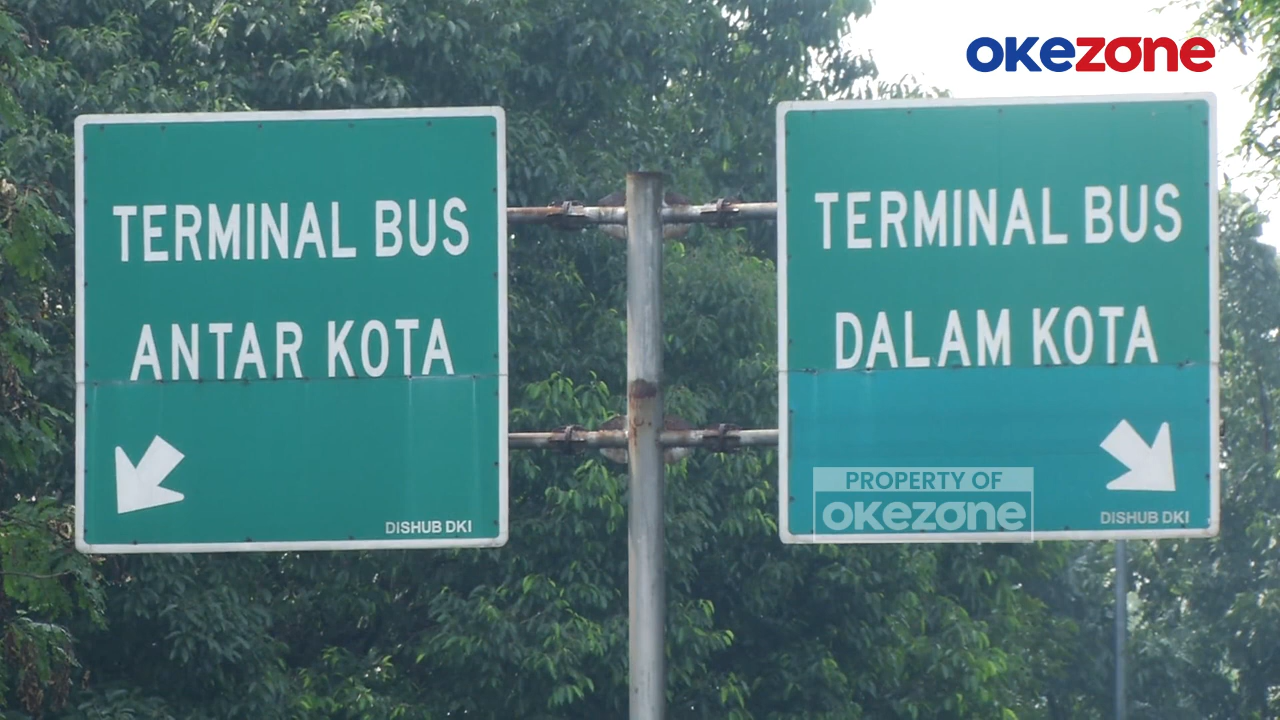 okezone
TERMINAL BUS
ANTAR KOTA
DISHUB DKI
TERMINAL BUS
DALAM KOTA
PROPERTY OF
okezone
DISHUB DKI